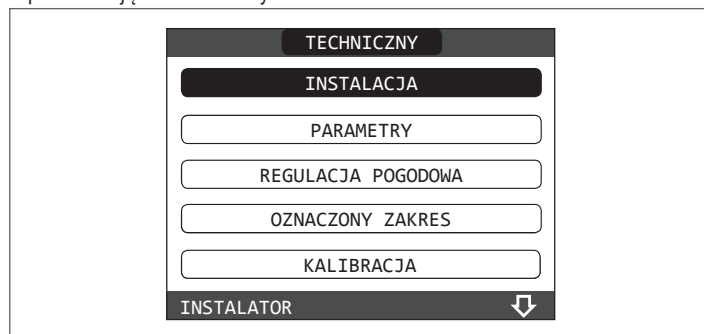 TECHNICZNY
INSTALACJA
PARAMETRY
REGULACJA POGODOWA
OZNACZONY ZAKRES
KALIBRACJA
INSTALATOR